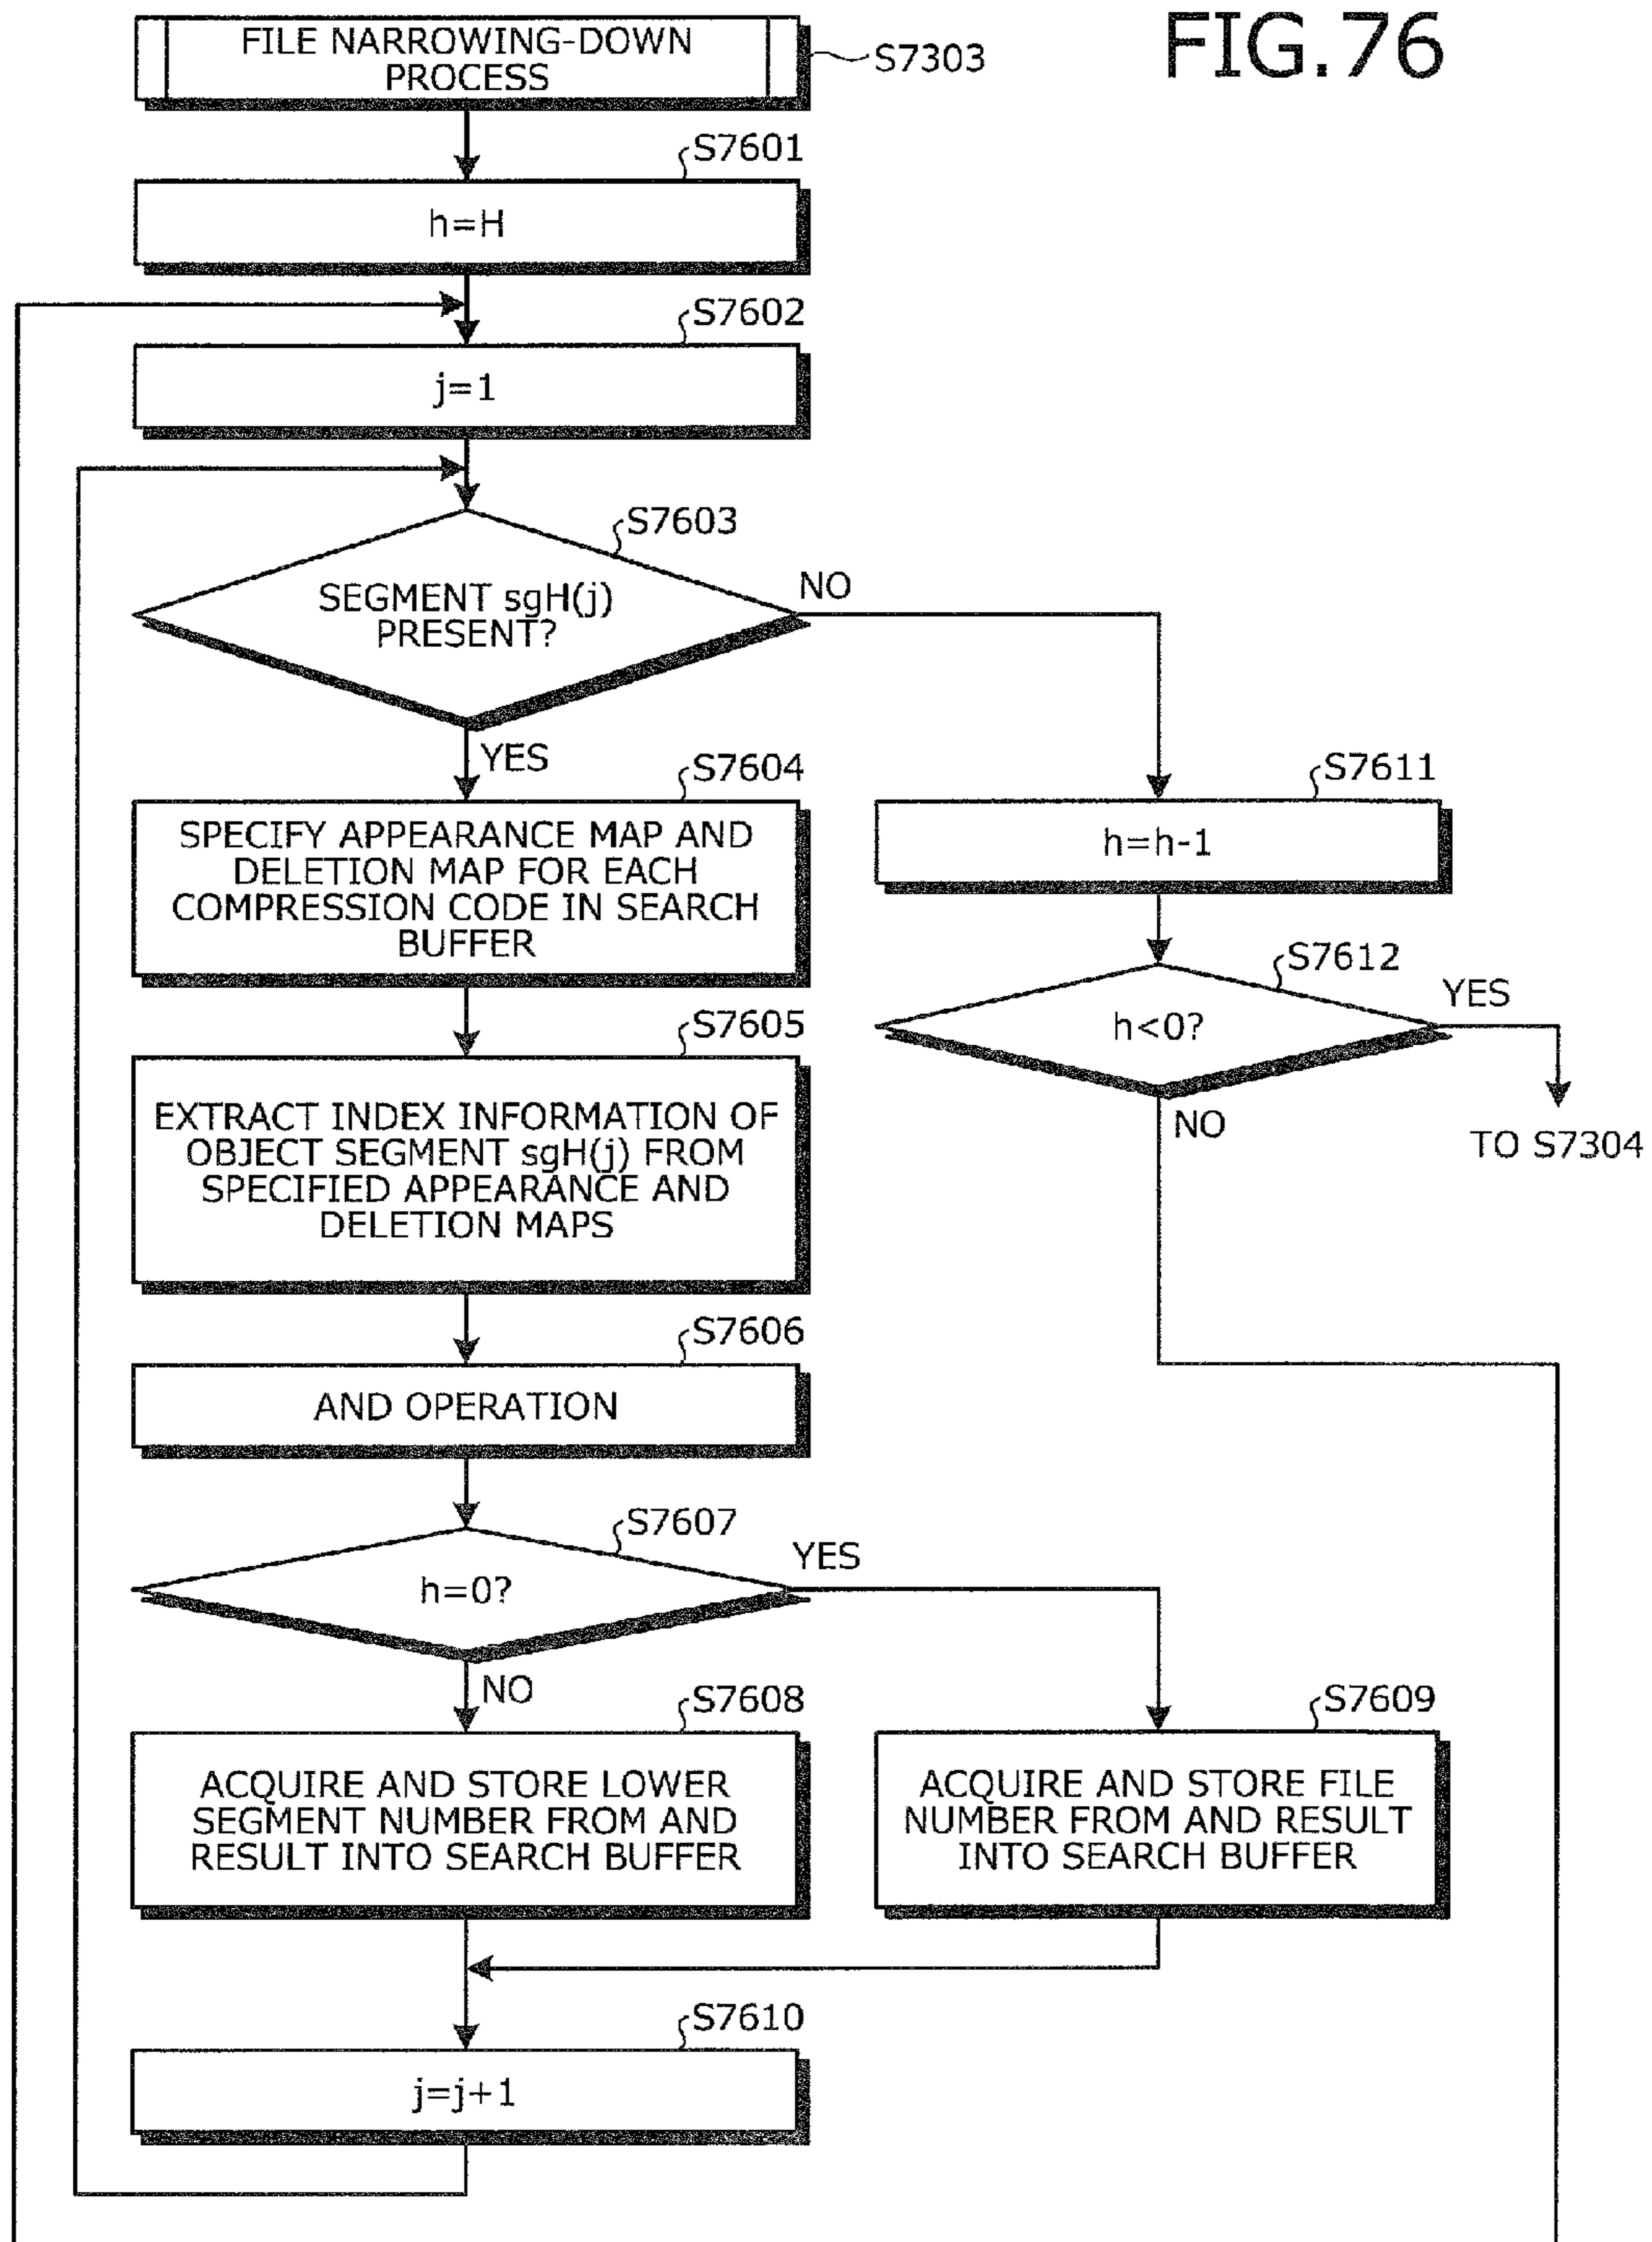 FIG.76
FILE NARROWING-DOWN
PROCESS
S7303
S7601
h=H
S7602
j=1
S7603
SEGMENT sgH(j)
PRESENT?
NO
YES
S7604
SPECIFY APPEARANCE MAP AND
DELETION MAP FOR EACH
COMPRESSION CODE IN SEARCH
BUFFER
S7611
h=h-1
S7612
h<0?
YES
TO S7304
NO
S7605
EXTRACT INDEX INFORMATION OF
OBJECT SEGMENT sgH(j) FROM
SPECIFIED APPEARANCE AND
DELETION MAPS
S7606
AND OPERATION
S7607
h=0?
YES
NO
S7608
ACQUIRE AND STORE LOWER
SEGMENT NUMBER FROM AND
RESULT INTO SEARCH BUFFER
S7609
ACQUIRE AND STORE FILE
NUMBER FROM AND RESULT
INTO SEARCH BUFFER
S7610
j=j+1